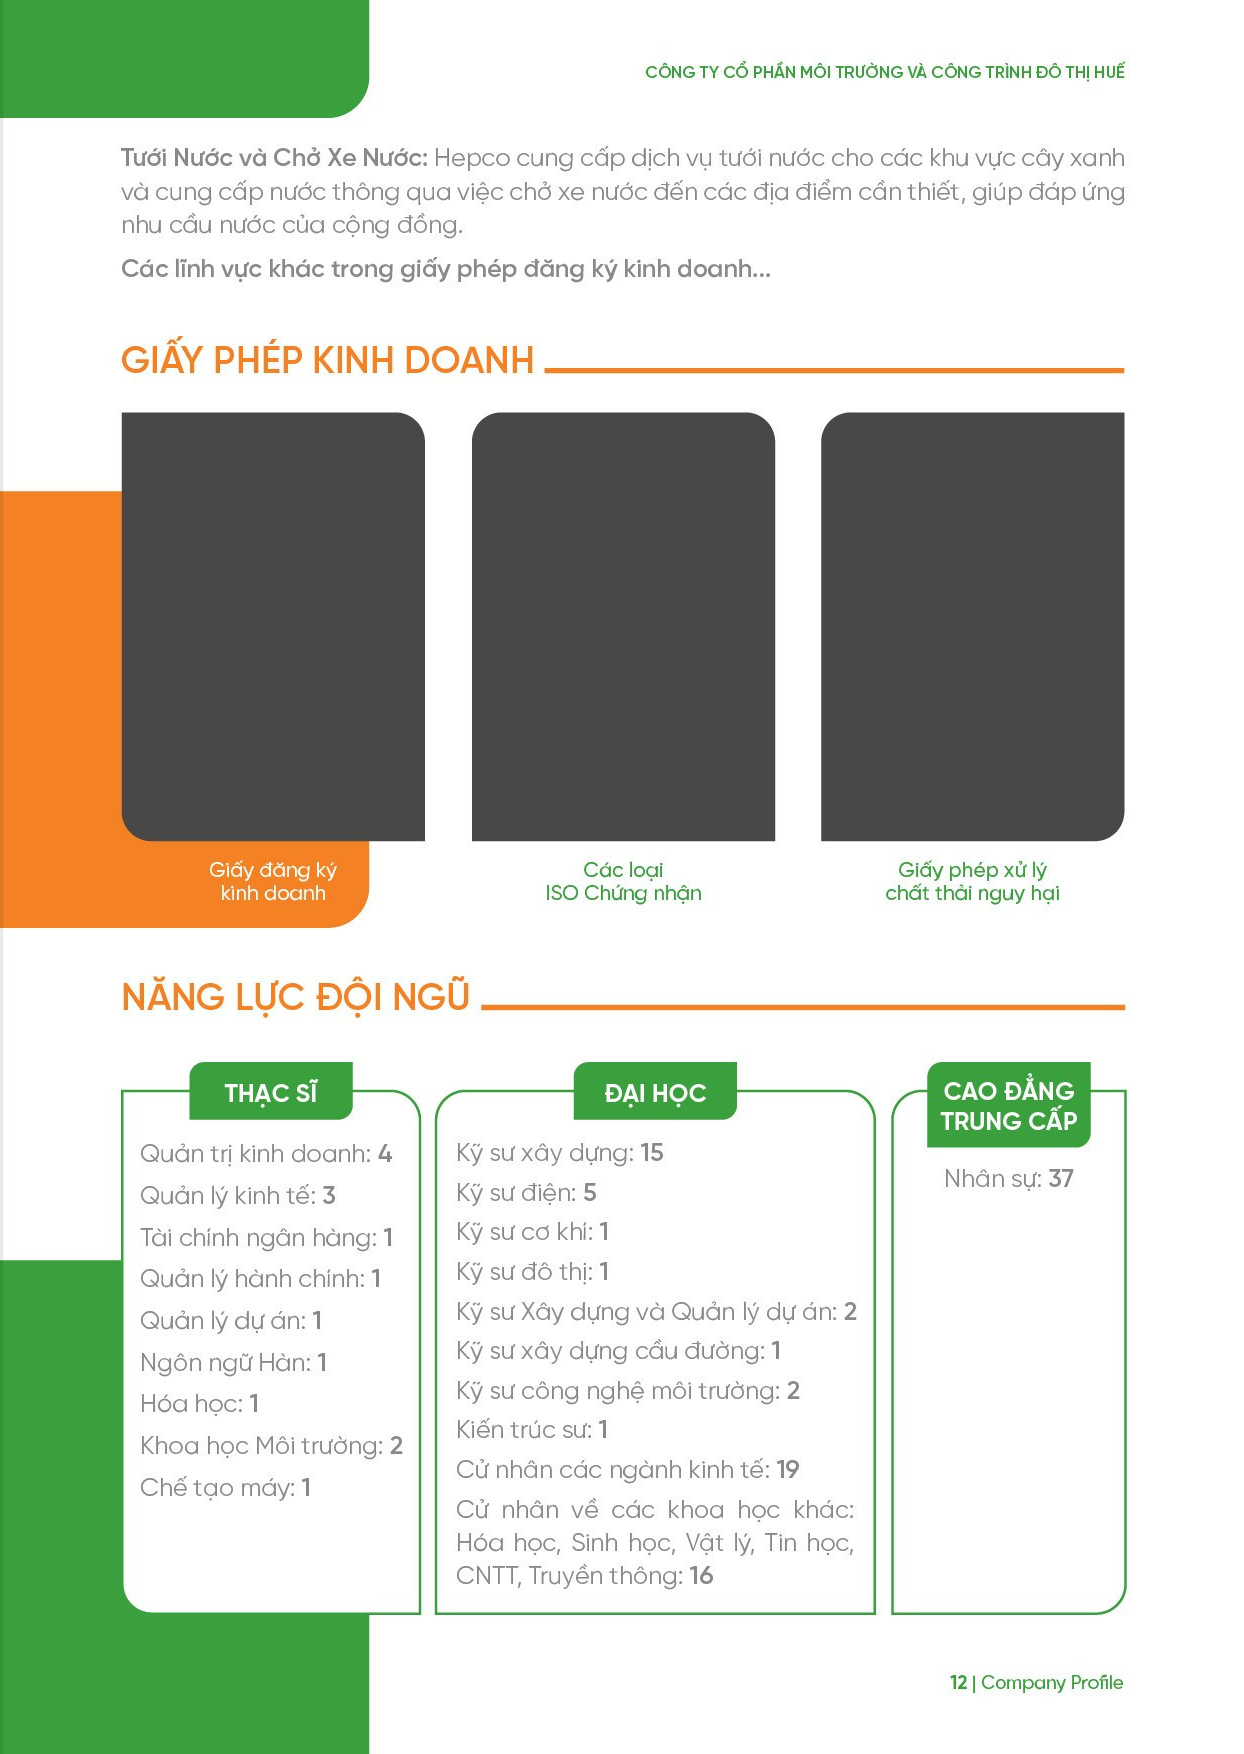 CÔNG TY CỔ PHẦN MÔI TRƯỜNG VÀ CÔNG TRÌNH ĐÔ THỊ HUẾ
Tưới Nước và Chở Xe Nước: Hepco cung cấp dịch vụ tưới nước cho các khu vực cây xanh
và cung cấp nước thông qua việc chở xe nước đến các địa điểm cần thiết, giúp đáp ứng
nhu cầu nước của cộng đồng.
Các lĩnh vực khác trong giấy phép đăng ký kinh doanh...
GIẤY PHÉP KINH DOANH
Giấy đăng ký
kinh doanh
Các loại
ISO Chứng nhận
Giấy phép xử lý
chất thải nguy hại
NĂNG LỰC ĐỘI NGŨ
THẠC SĨ
Quản trị kinh doanh: 4
Quản lý kinh tế: 3
Tài chính ngân hàng: 1
Quản lý hành chính: 1
Quản lý dự án: 1
Ngôn ngữ Hàn: 1
Hóa học: 1
Khoa học Môi trường: 2
Chế tạo máy: 1
ĐẠI HỌC
Kỹ sư xây dựng: 15
Kỹ sư điện: 5
Kỹ sư cơ khí: 1
Kỹ sư đô thị: 1
Kỹ sư Xây dựng và Quản lý dự án: 2
Kỹ sư xây dựng cầu đường: 1
Kỹ sư công nghệ môi trường: 2
Kiến trúc sư: 1
Cử nhân các ngành kinh tế: 19
Cử nhân về các khoa học khác:
Hóa học, Sinh học, Vật lý, Tin học,
CNTT, Truyền thông: 16
CAO ĐẲNG
TRUNG CẤP
Nhân sự: 37
12 | Company Profile